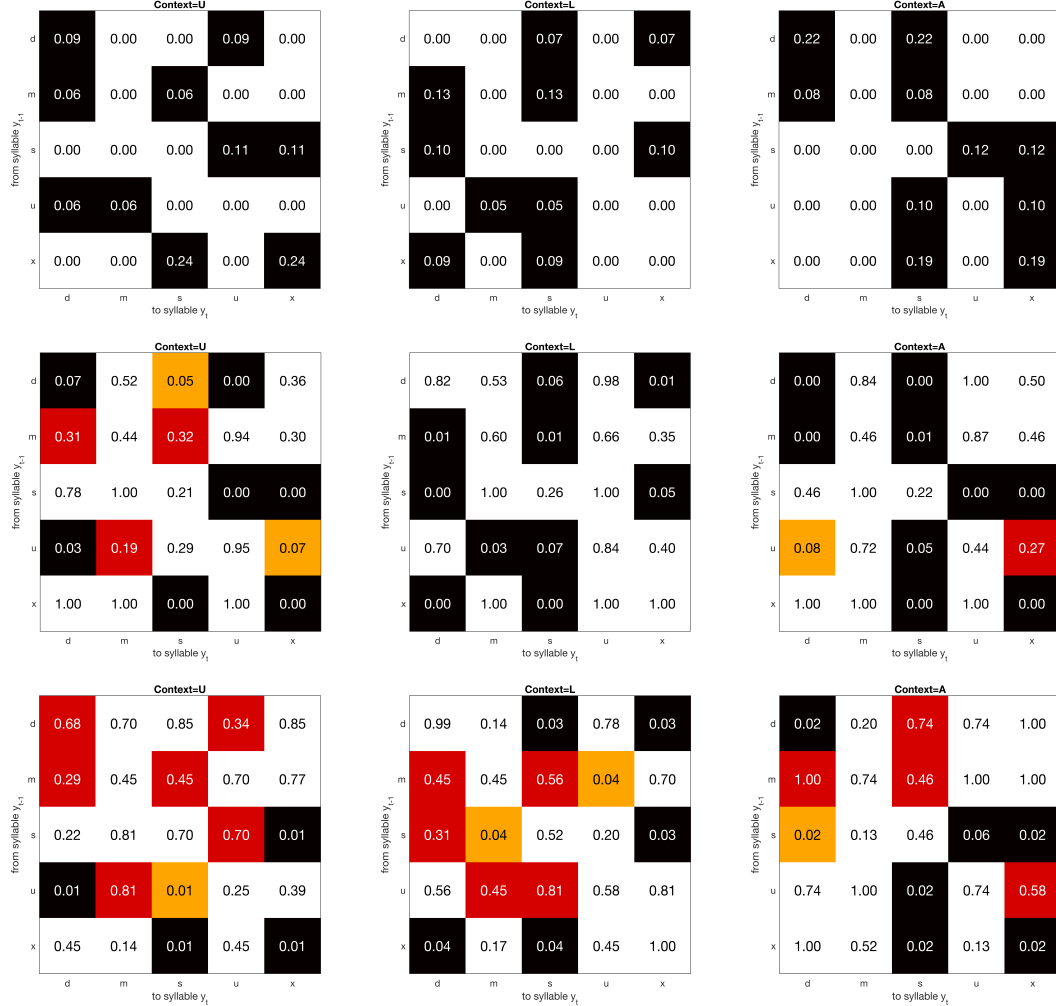 Context=U Context=L Context=A
from syllable y_{t-1}
d 0.09 0.00 0.00 0.09 0.00
m 0.06 0.00 0.06 0.00 0.00
s 0.00 0.00 0.00 0.11 0.11
u 0.06 0.06 0.00 0.00 0.00
x 0.00 0.00 0.24 0.00 0.24
d m s u x
to syllable y_t
from syllable y_{t-1}
d 0.00 0.00 0.07 0.00 0.07
m 0.13 0.00 0.13 0.00 0.00
s 0.10 0.00 0.00 0.00 0.10
u 0.00 0.05 0.05 0.00 0.00
x 0.09 0.00 0.09 0.00 0.00
d m s u x
to syllable y_t
from syllable y_{t-1}
d 0.22 0.00 0.22 0.00 0.00
m 0.08 0.00 0.08 0.00 0.00
s 0.00 0.00 0.00 0.12 0.12
u 0.00 0.00 0.10 0.00 0.10
x 0.00 0.00 0.19 0.00 0.19
d m s u x
to syllable y_t
Context=U Context=L Context=A
from syllable y_{t-1}
d 0.07 0.52 0.05 0.00 0.36
m 0.31 0.44 0.32 0.94 0.30
s 0.78 1.00 0.21 0.00 0.00
u 0.03 0.19 0.29 0.95 0.07
x 1.00 1.00 0.00 1.00 0.00
d m s u x
to syllable y_t
from syllable y_{t-1}
d 0.82 0.53 0.06 0.98 0.01
m 0.01 0.60 0.01 0.66 0.35
s 0.00 1.00 0.26 1.00 0.05
u 0.70 0.03 0.07 0.84 0.40
x 0.00 1.00 0.00 1.00 1.00
d m s u x
to syllable y_t
from syllable y_{t-1}
d 0.00 0.84 0.00 1.00 0.50
m 0.00 0.46 0.01 0.87 0.46
s 0.46 1.00 0.22 0.00 0.00
u 0.08 0.72 0.05 0.44 0.27
x 1.00 1.00 0.00 1.00 0.00
d m s u x
to syllable y_t
Context=U Context=L Context=A
from syllable y_{t-1}
d 0.68 0.70 0.85 0.34 0.85
m 0.29 0.45 0.45 0.70 0.77
s 0.22 0.81 0.70 0.70 0.01
u 0.01 0.81 0.01 0.25 0.39
x 0.45 0.14 0.01 0.45 0.01
d m s u x
to syllable y_t
from syllable y_{t-1}
d 0.99 0.14 0.03 0.78 0.03
m 0.45 0.45 0.56 0.04 0.70
s 0.31 0.04 0.52 0.20 0.03
u 0.56 0.45 0.81 0.58 0.81
x 0.04 0.17 0.04 0.45 1.00
d m s u x
to syllable y_t
from syllable y_{t-1}
d 0.02 0.20 0.74 0.74 1.00
m 1.00 0.74 0.46 1.00 1.00
s 0.02 0.13 0.46 0.06 0.02
u 0.74 1.00 0.02 0.74 0.58
x 1.00 0.52 0.02 0.13 0.02
d m s u x
to syllable y_t